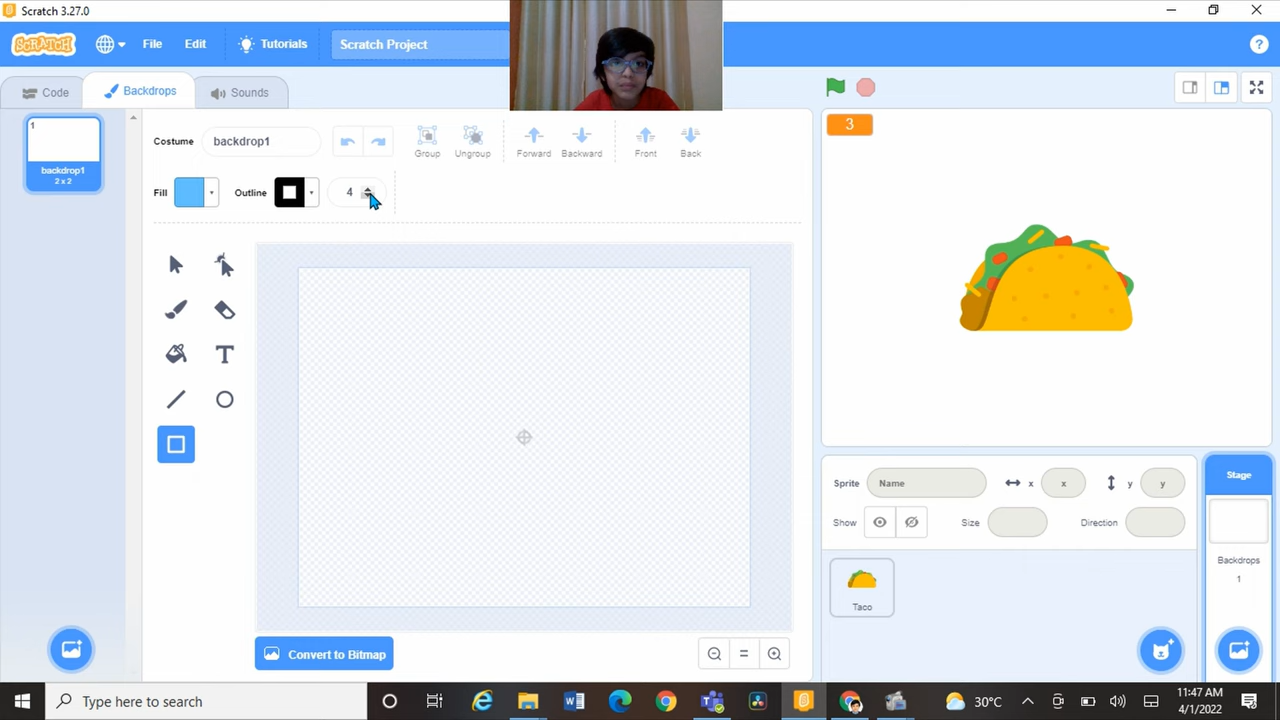 Scratch 3.27.0
SCRATCH File Edit Tutorials Scratch Project ?
Code Backdrops Sounds
1
backdrop1
2 x 2
Costume backdrop1
Group Ungroup Forward Backward Front Back
Fill Outline 4
T
Convert to Bitmap
3
Sprite Name x x y y
Show Size Direction
Taco
Stage
Backdrops
1
Type here to search
30°C
11:47 AM
4/1/2022